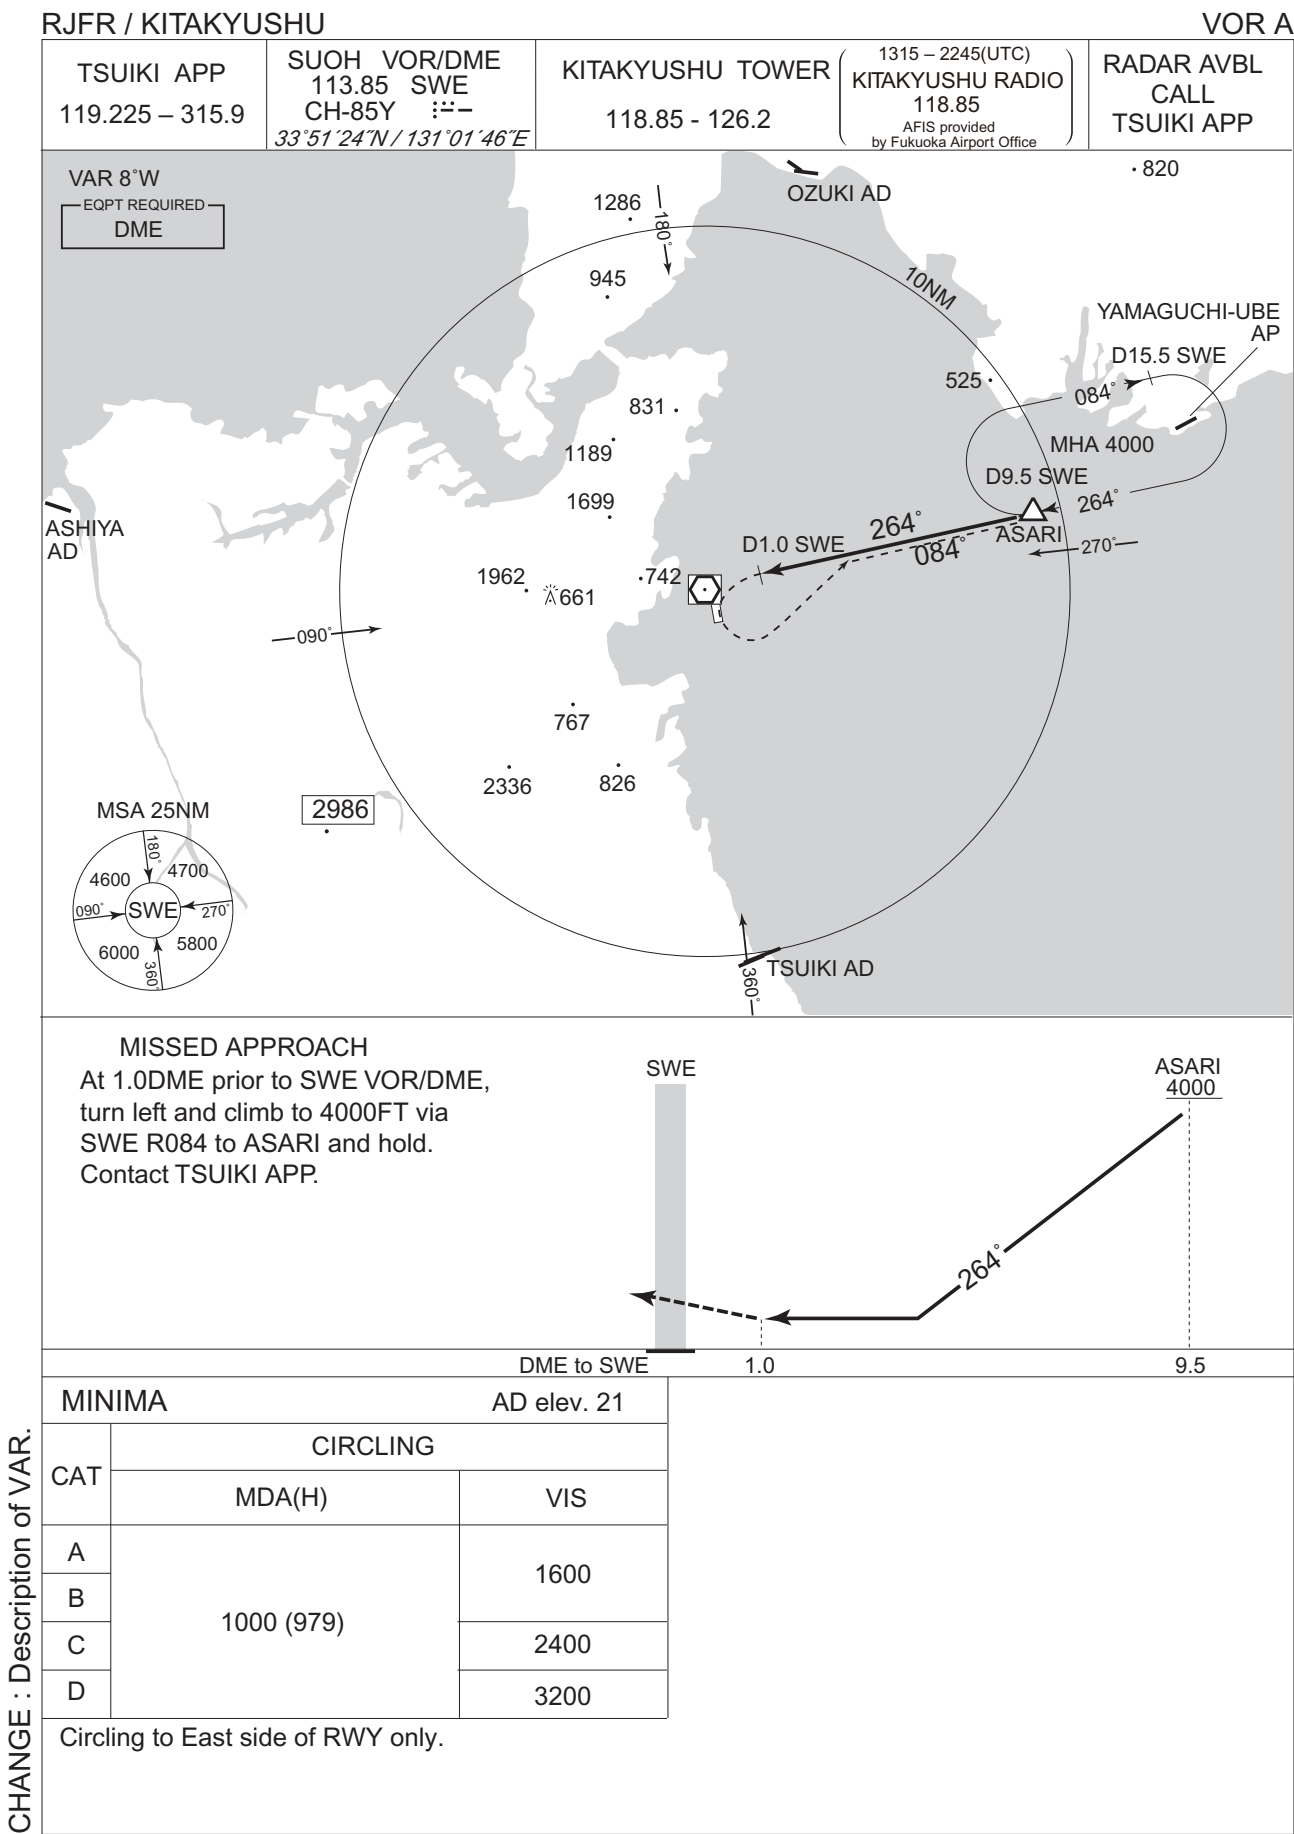 RJFR / KITAKYUSHU
VOR A
TSUIKI APP
119.225 – 315.9
SUOH VOR/DME
113.85 SWE
CH-85Y
33°51´24˝N / 131°01´46˝E
KITAKYUSHU TOWER
118.85 - 126.2
1315 – 2245(UTC)
KITAKYUSHU RADIO
118.85
AFIS provided
by Fukuoka Airport Office
RADAR AVBL
CALL
TSUIKI APP
VAR 8°W
EQPT REQUIRED
DME
820
OZUKI AD
1286
180°
945
10NM
YAMAGUCHI-UBE
AP
D15.5 SWE
525
084°
831
MHA 4000
1189
D9.5 SWE
1699
264°
264°
ASHIYA
AD
ASARI
D1.0 SWE
084°
270°
1962
661
742
090°
767
2336
826
2986
MSA 25NM
180°
4600
4700
090°
SWE
270°
6000
5800
360°
TSUIKI AD
360°
MISSED APPROACH
At 1.0DME prior to SWE VOR/DME,
turn left and climb to 4000FT via
SWE R084 to ASARI and hold.
Contact TSUIKI APP.
SWE
ASARI
4000
264°
DME to SWE
1.0
9.5
MINIMA
AD elev. 21
CAT
CIRCLING
MDA(H)
VIS
A
B
C
D
1000 (979)
1600
2400
3200
Circling to East side of RWY only.
CHANGE : Description of VAR.